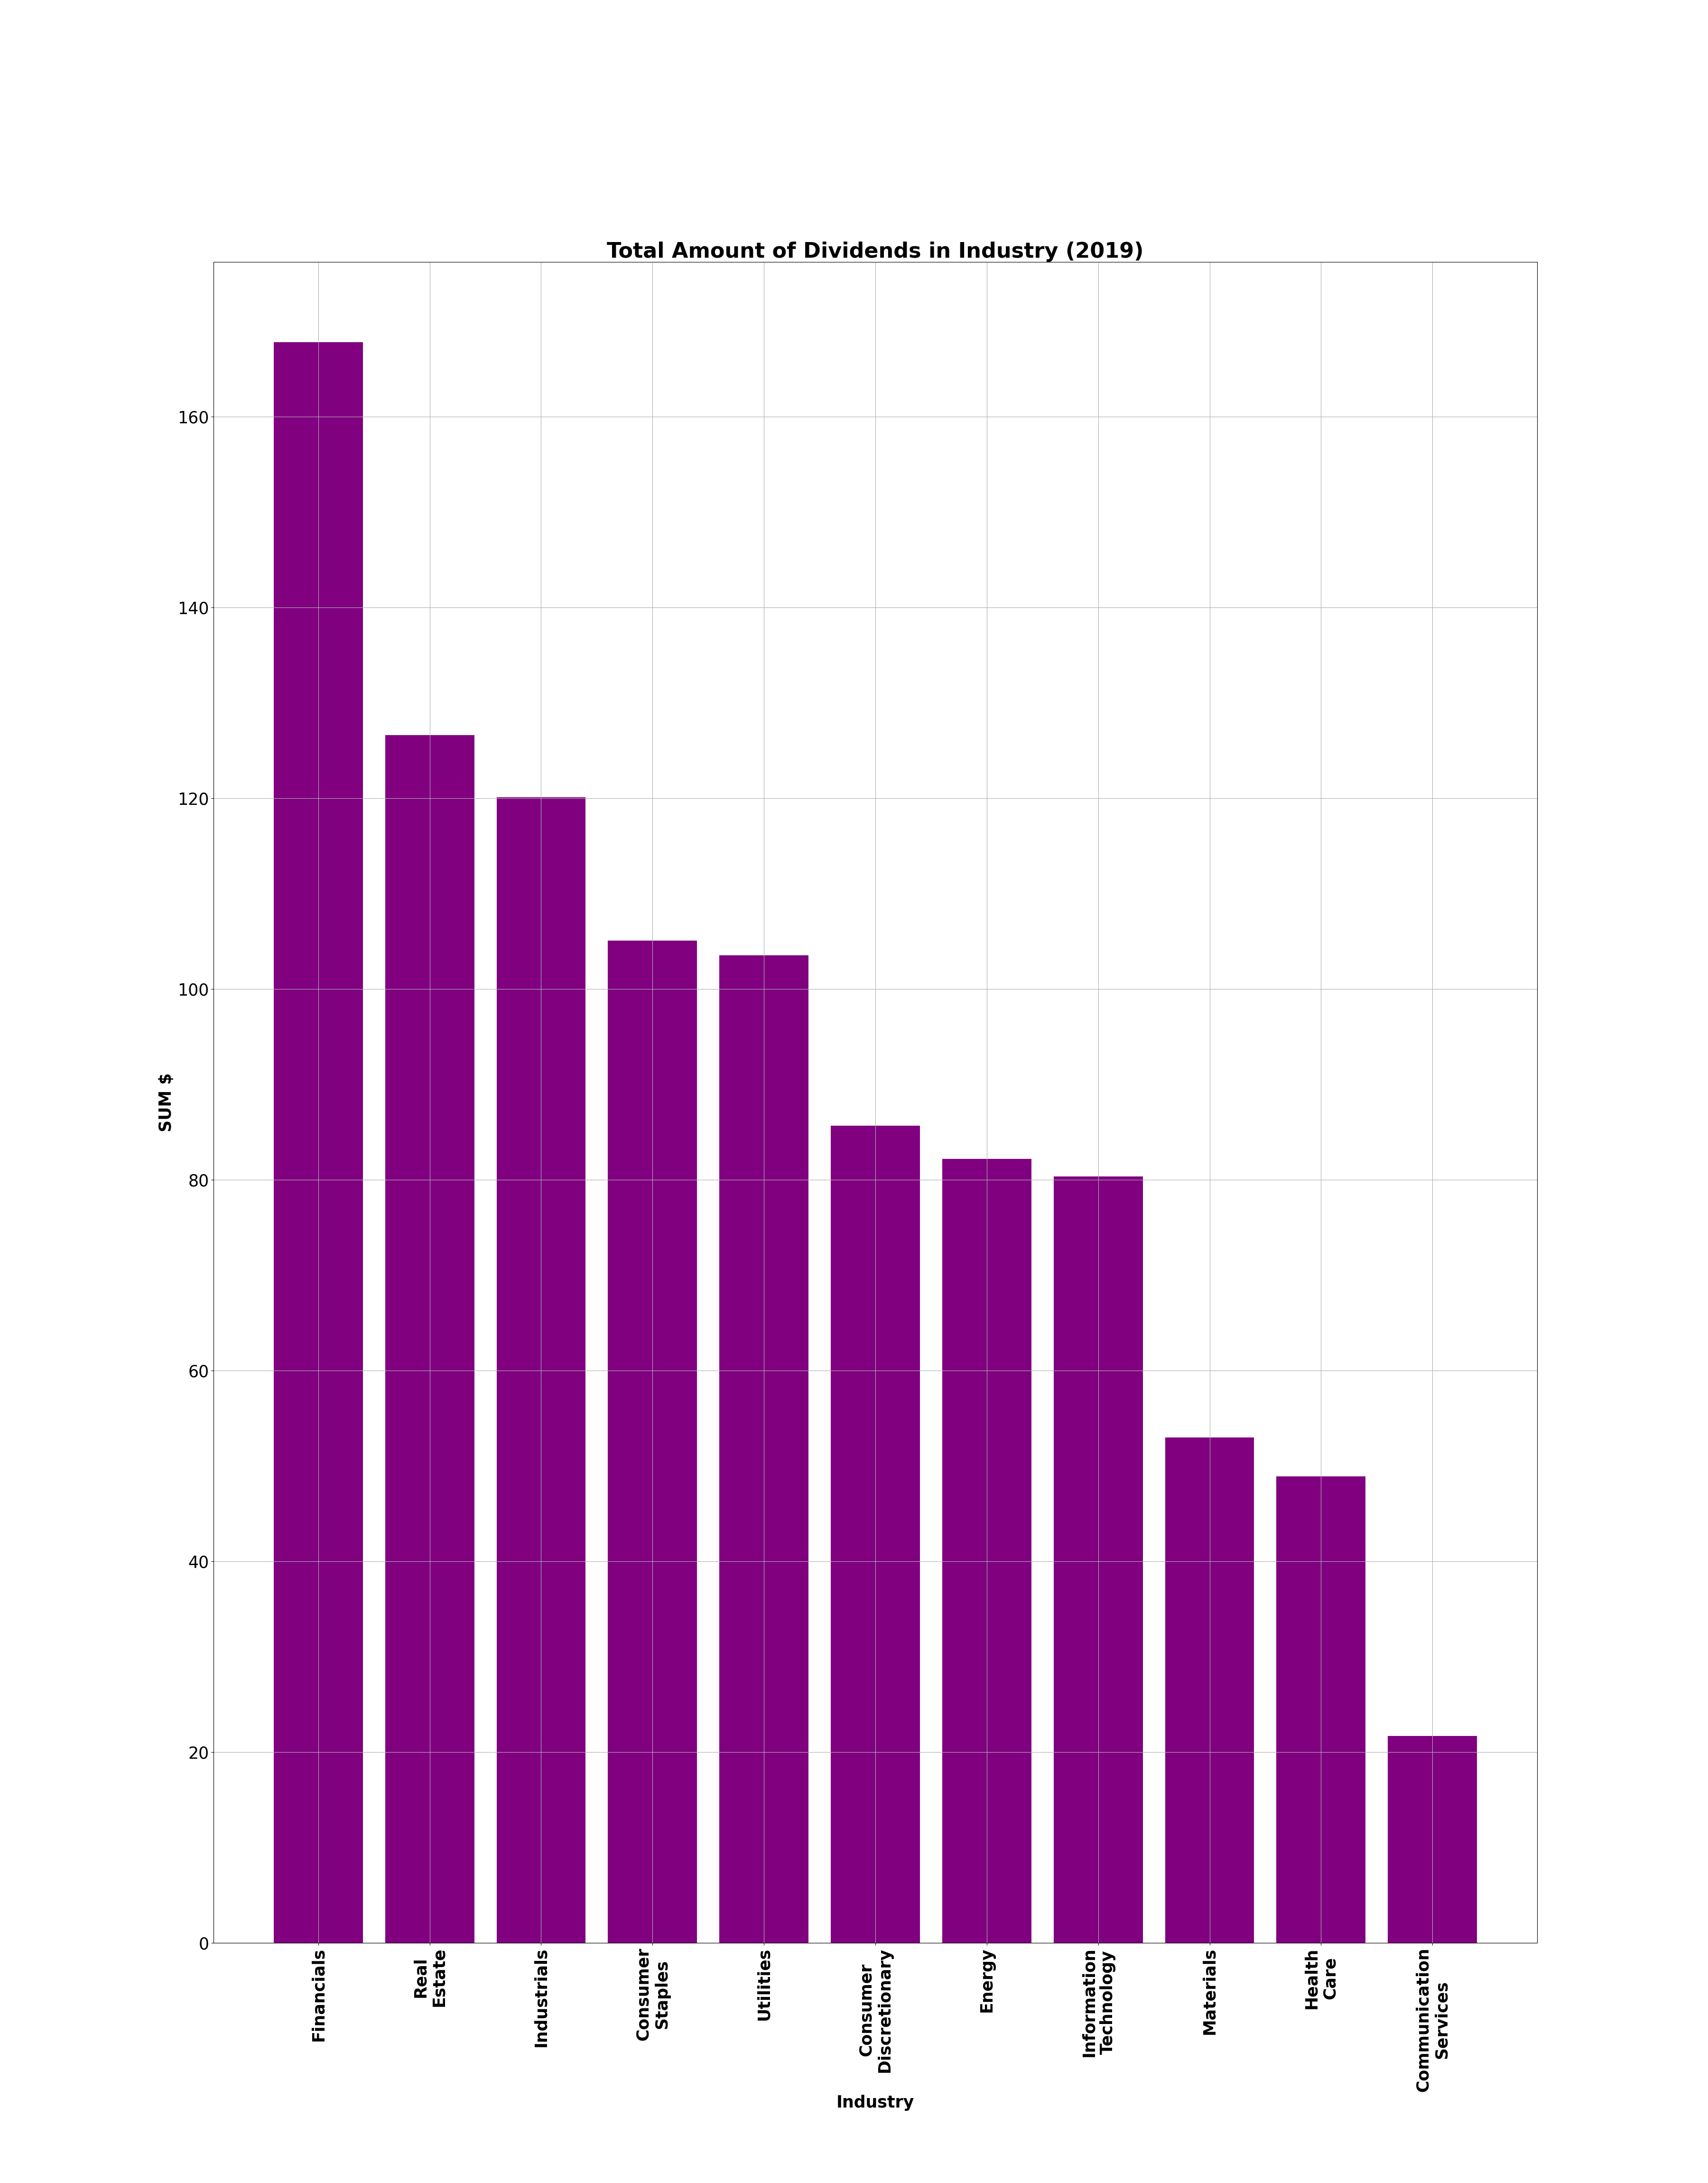 Total Amount of Dividends in Industry (2019)
160
140
120
100
80
60
40
20
0
SUM $
Financials
Real
Estate
Industrials
Consumer
Staples
Utilities
Consumer
Discretionary
Energy
Information
Technology
Materials
Health
Care
Communication
Services
Industry